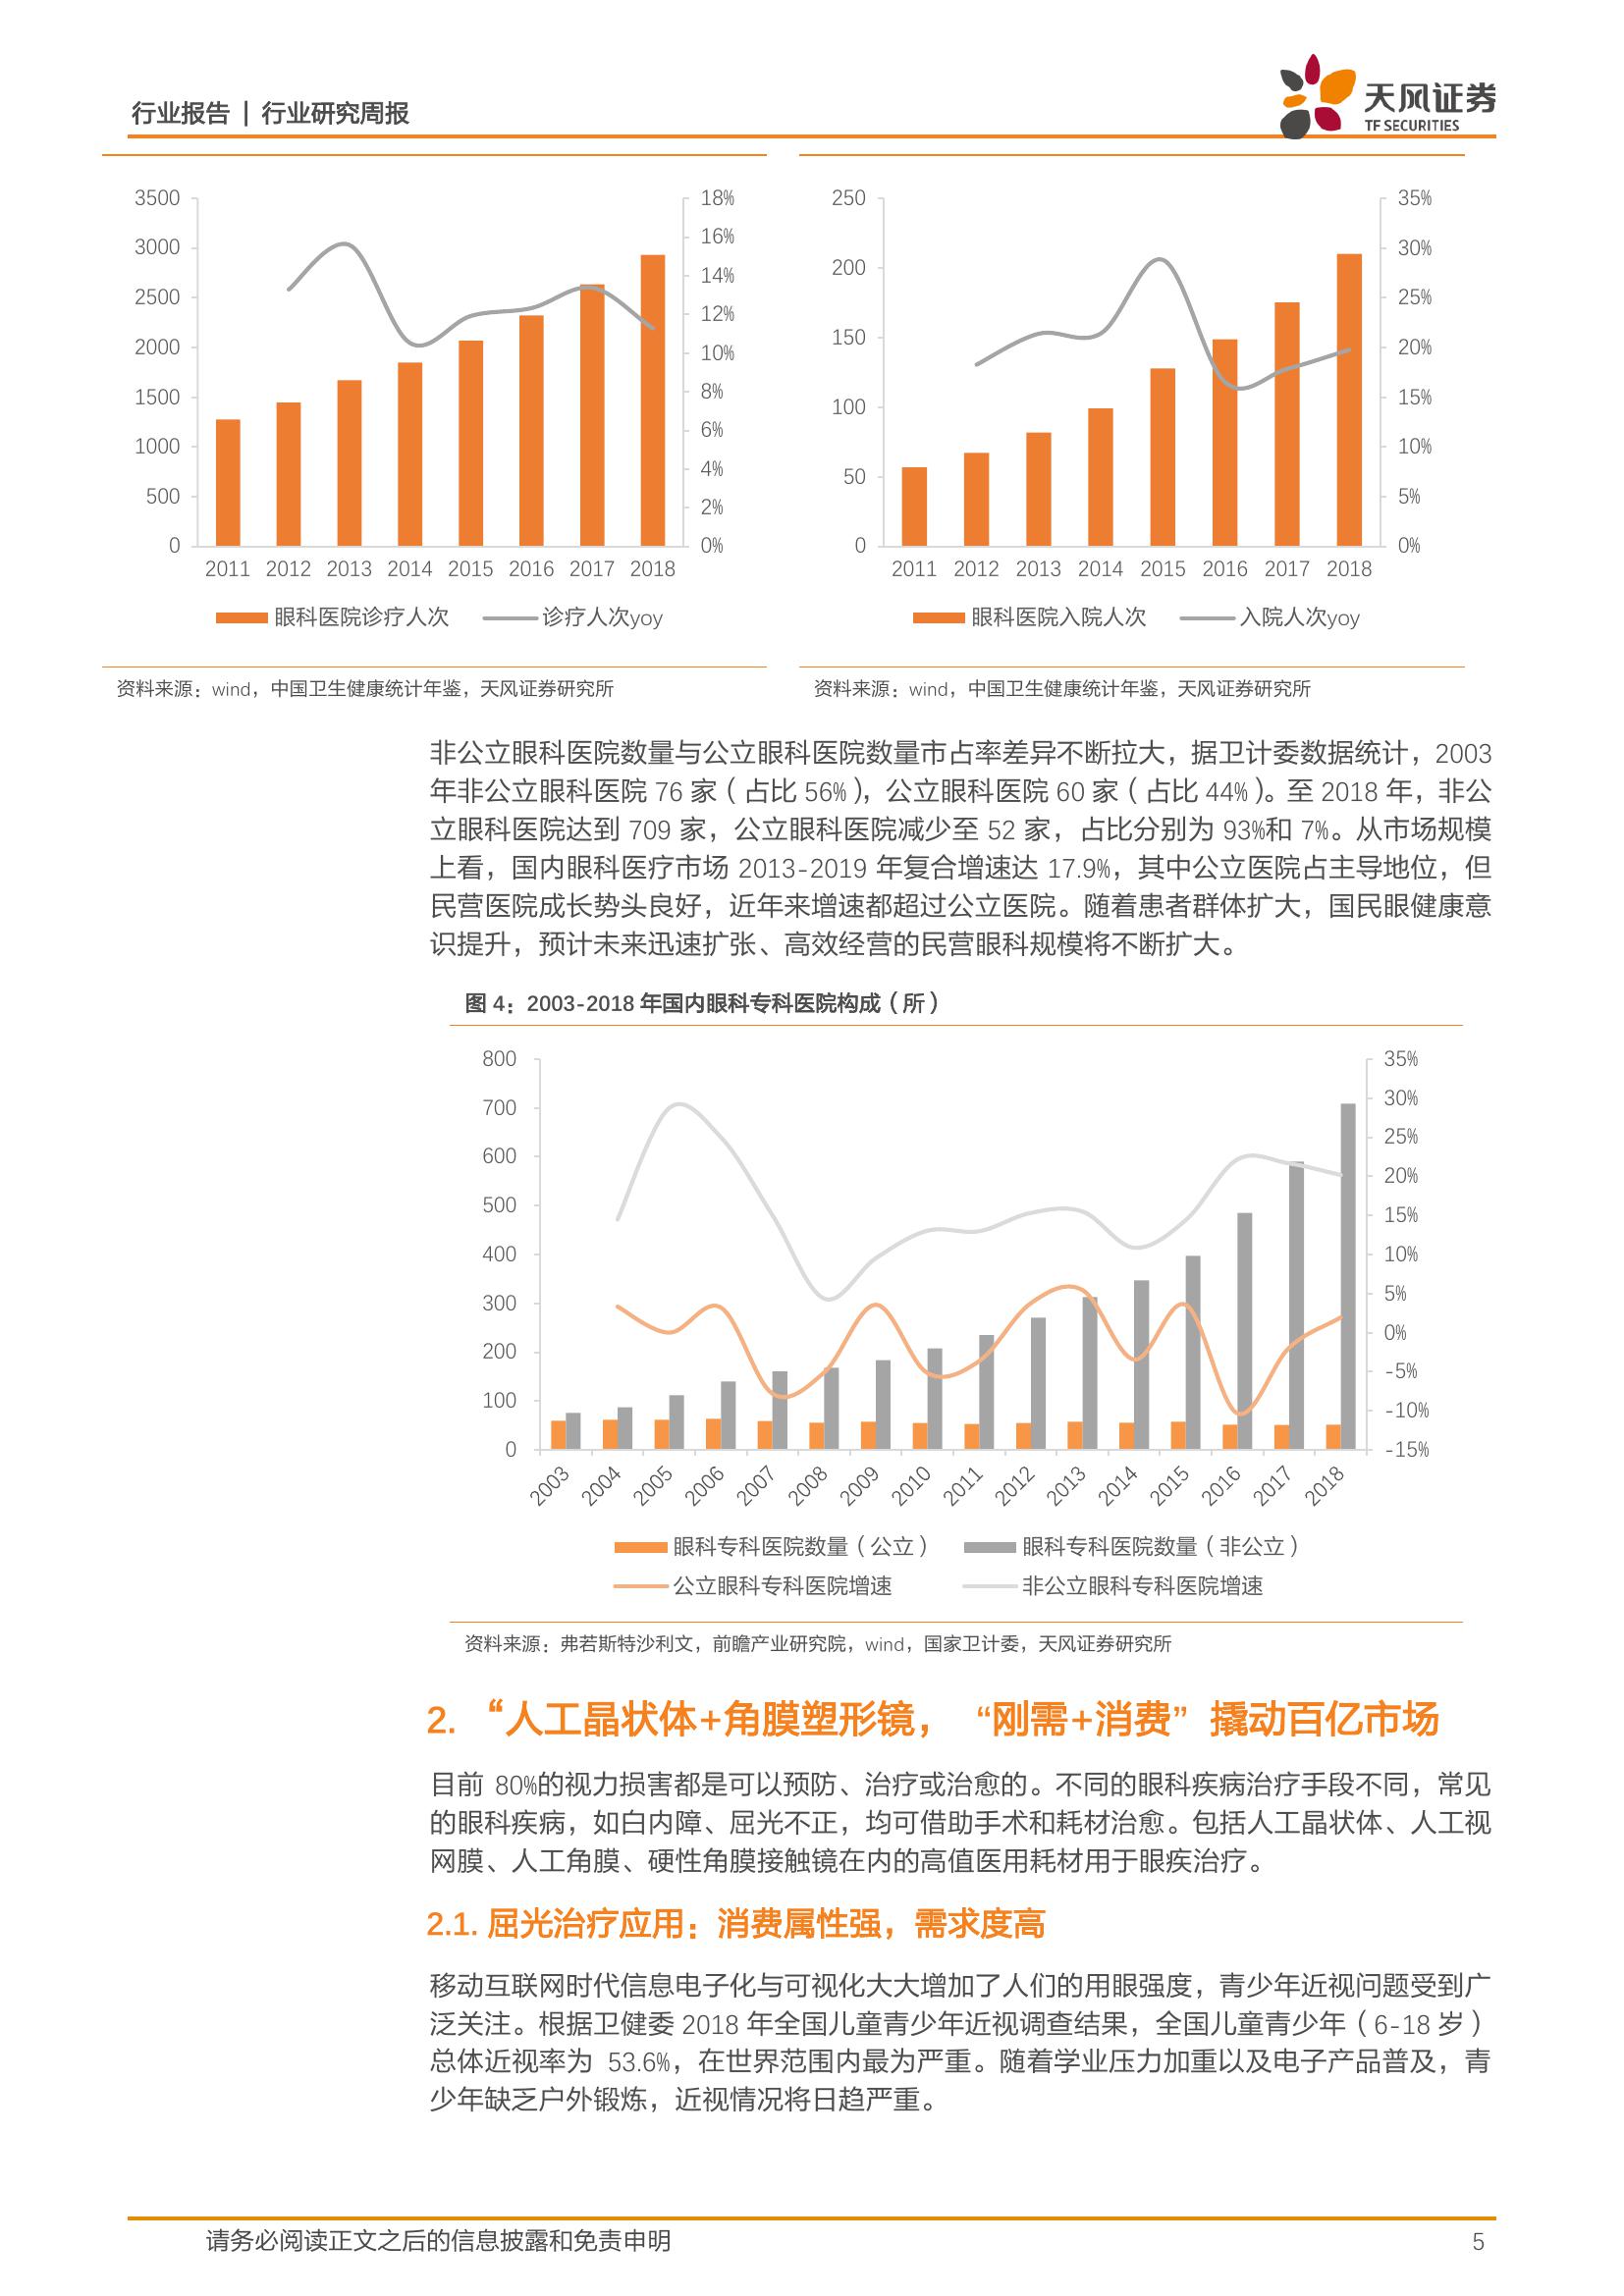 行业报告 | 行业研究周报
天风证券
TF SECURITIES
3500
3000
2500
2000
1500
1000
500
0
18%
16%
14%
12%
10%
8%
6%
4%
2%
0%
2011 2012 2013 2014 2015 2016 2017 2018
眼科医院诊疗人次 诊疗人次yoy
资料来源：wind，中国卫生健康统计年鉴，天风证券研究所
250
200
150
100
50
0
35%
30%
25%
20%
15%
10%
5%
0%
2011 2012 2013 2014 2015 2016 2017 2018
眼科医院入院人次 入院人次yoy
资料来源：wind，中国卫生健康统计年鉴，天风证券研究所
非公立眼科医院数量与公立眼科医院数量市占率差异不断拉大，据卫计委数据统计，2003
年非公立眼科医院 76 家（占比 56%），公立眼科医院 60 家（占比 44%）。至 2018 年，非公
立眼科医院达到 709 家，公立眼科医院减少至 52 家，占比分别为 93%和 7%。从市场规模
上看，国内眼科医疗市场 2013-2019 年复合增速达 17.9%，其中公立医院占主导地位，但
民营医院成长势头良好，近年来增速都超过公立医院。随着患者群体扩大，国民眼健康意
识提升，预计未来迅速扩张、高效经营的民营眼科规模将不断扩大。
图 4：2003-2018 年国内眼科专科医院构成（所）
800
700
600
500
400
300
200
100
0
35%
30%
25%
20%
15%
10%
5%
0%
-5%
-10%
-15%
2003 2004 2005 2006 2007 2008 2009 2010 2011 2012 2013 2014 2015 2016 2017 2018
眼科专科医院数量（公立） 眼科专科医院数量（非公立）
公立眼科专科医院增速 非公立眼科专科医院增速
资料来源：弗若斯特沙利文，前瞻产业研究院，wind，国家卫计委，天风证券研究所
2. “人工晶状体+角膜塑形镜， “刚需+消费” 撬动百亿市场
目前 80%的视力损害都是可以预防、治疗或治愈的。不同的眼科疾病治疗手段不同，常见
的眼科疾病，如白内障、屈光不正，均可借助手术和耗材治愈。包括人工晶状体、人工视
网膜、人工角膜、硬性角膜接触镜在内的高值医用耗材用于眼疾治疗。
2.1. 屈光治疗应用：消费属性强，需求度高
移动互联网时代信息电子化与可视化大大增加了人们的用眼强度，青少年近视问题受到广
泛关注。根据卫健委 2018 年全国儿童青少年近视调查结果，全国儿童青少年（6-18 岁）
总体近视率为 53.6%，在世界范围内最为严重。随着学业压力加重以及电子产品普及，青
少年缺乏户外锻炼，近视情况将日趋严重。
请务必阅读正文之后的信息披露和免责申明 5